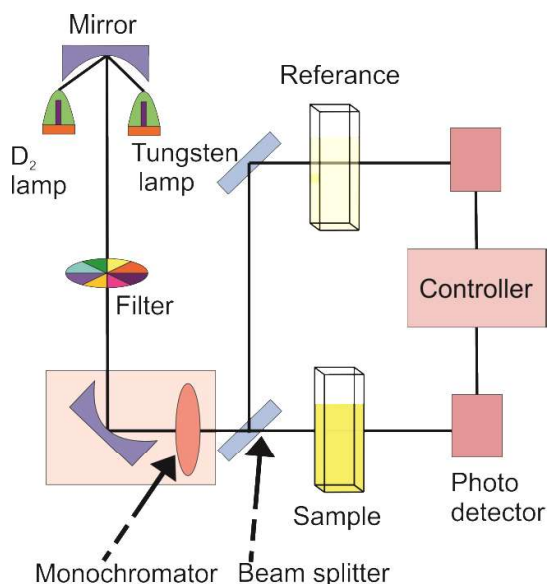 Mirror
Referance
D₂
lamp
Tungsten
lamp
Filter
Controller
Sample
Photo
detector
Monochromator
Beam splitter